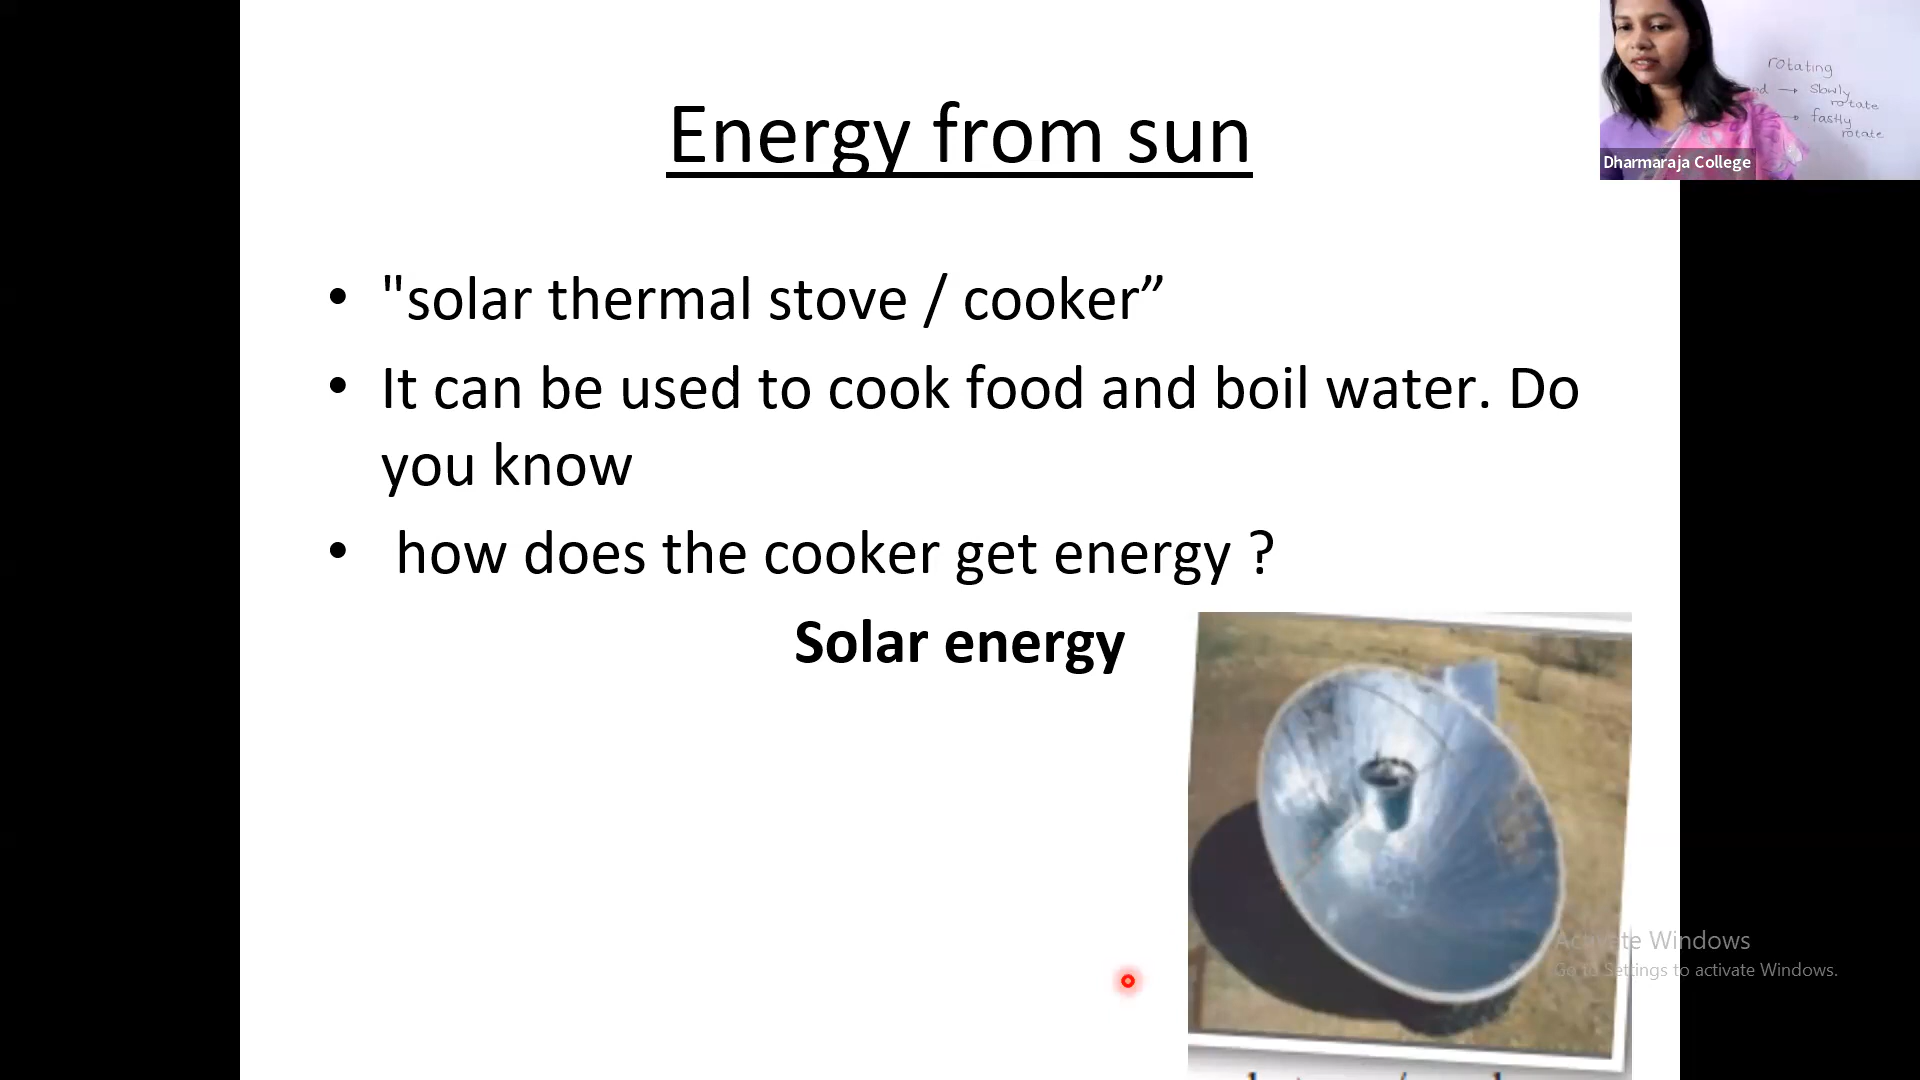 Energy from sun
• "solar thermal stove / cooker”
• It can be used to cook food and boil water. Do
you know
• how does the cooker get energy ?
Solar energy
rotating
→ Slowly
rotate
→ fastly
rotate
Dharmaraja College
Activate Windows
Go to Settings to activate Windows.